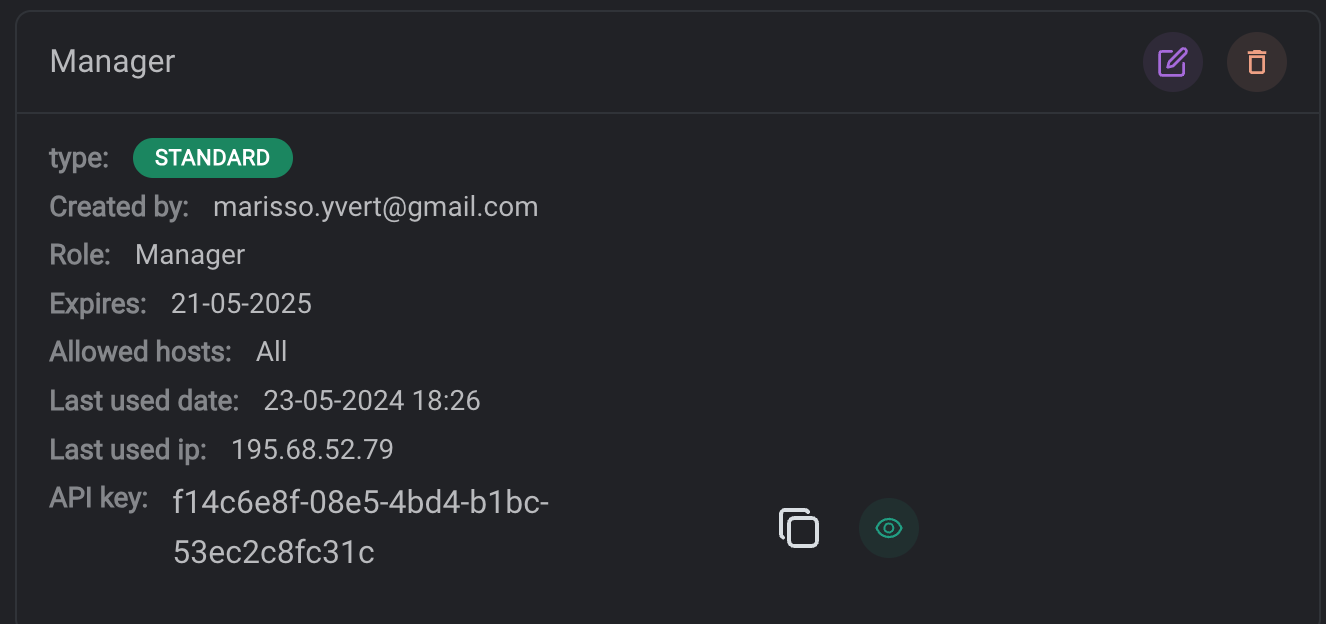 Manager
type: STANDARD
Created by: marisso.yvert@gmail.com
Role: Manager
Expires: 21-05-2025
Allowed hosts: All
Last used date: 23-05-2024 18:26
Last used ip: 195.68.52.79
API key: f14c6e8f-08e5-4bd4-b1bc-
53ec2c8fc31c